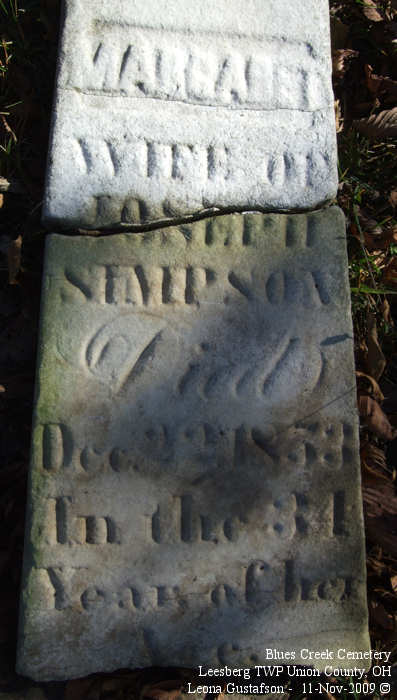 MARGARET
WIFE OF
JOSEPH
SIMPSON
Died
Dec. 22, 1853
In the 34
Year of her
Blues Creek Cemetery
Leesberg TWP Union County, OH
Leona Gustafson - 11-Nov-2009 ©